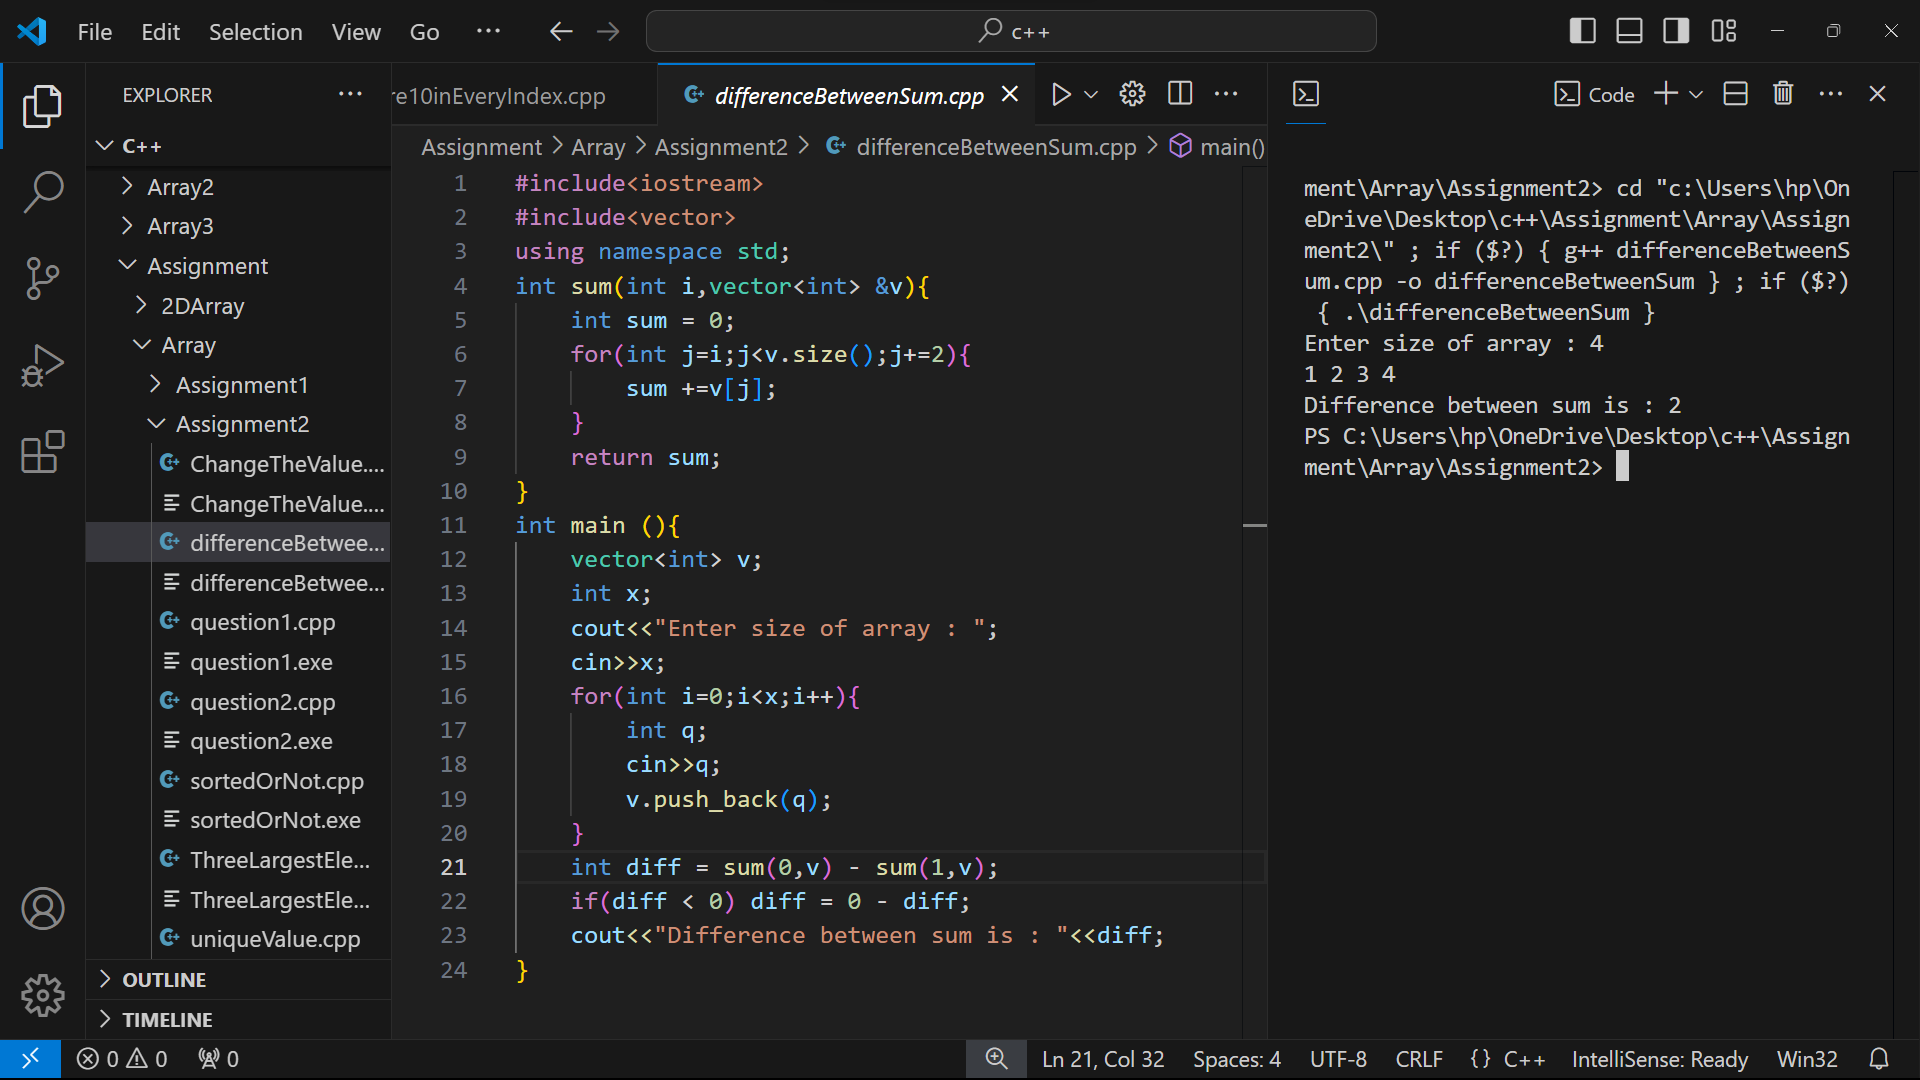 File Edit Selection View Go ··· c++
EXPLORER
C++
Array2
Array3
Assignment
2DArray
Array
Assignment1
Assignment2
ChangeTheValue....
ChangeTheValue....
differenceBetwee...
differenceBetwee...
question1.cpp
question1.exe
question2.cpp
question2.exe
sortedOrNot.cpp
sortedOrNot.exe
ThreeLargestEle...
ThreeLargestEle...
uniqueValue.cpp
OUTLINE
TIMELINE
re10inEveryIndex.cpp differenceBetweenSum.cpp
Assignment > Array > Assignment2 > differenceBetweenSum.cpp > main()
1 #include<iostream>
2 #include<vector>
3 using namespace std;
4 int sum(int i,vector<int> &v){
5 int sum = 0;
6 for(int j=i;j<v.size();j+=2){
7 sum +=v[j];
8 }
9 return sum;
10 }
11 int main (){
12 vector<int> v;
13 int x;
14 cout<<"Enter size of array : ";
15 cin>>x;
16 for(int i=0;i<x;i++){
17 int q;
18 cin>>q;
19 v.push_back(q);
20 }
21 int diff = sum(0,v) - sum(1,v);
22 if(diff < 0) diff = 0 - diff;
23 cout<<"Difference between sum is : "<<diff;
24 }
Code
ment\Array\Assignment2> cd "c:\Users\hp\On
eDrive\Desktop\c++\Assignment\Array\Assign
ment2\" ; if ($?) { g++ differenceBetweenS
um.cpp -o differenceBetweenSum } ; if ($?)
{ .\differenceBetweenSum }
Enter size of array : 4
1 2 3 4
Difference between sum is : 2
PS C:\Users\hp\OneDrive\Desktop\c++\Assign
ment\Array\Assignment2>
0 0 0 Ln 21, Col 32 Spaces: 4 UTF-8 CRLF {} C++ IntelliSense: Ready Win32